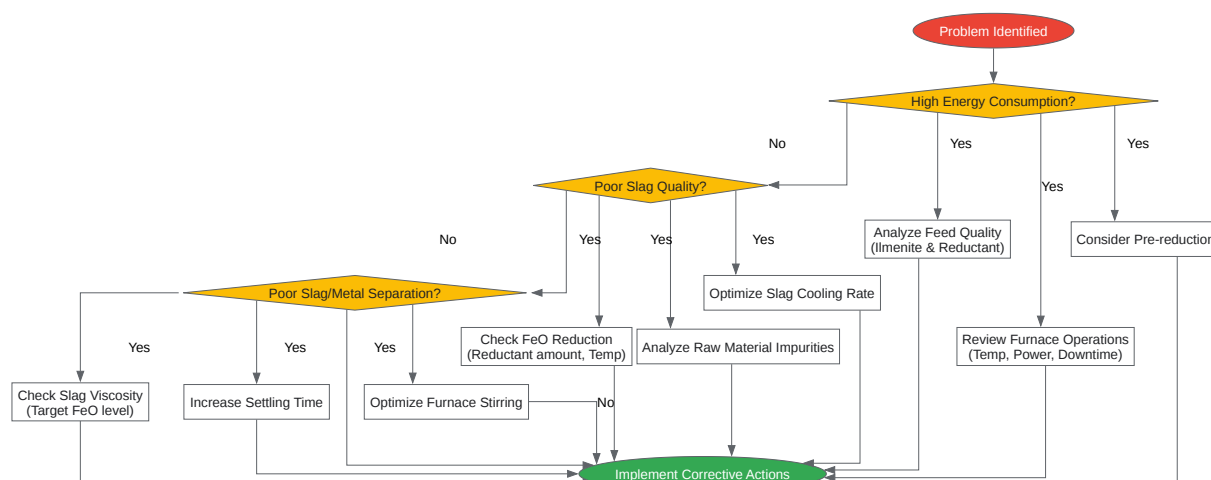 Problem Identified
High Energy Consumption?
No
Yes
Yes
Yes
Poor Slag Quality?
Analyze Feed Quality
(Ilmenite & Reductant)
Consider Pre-reduction
No
Yes
Yes
Yes
Poor Slag/Metal Separation?
Optimize Slag Cooling Rate
Check FeO Reduction
(Reductant amount, Temp)
Analyze Raw Material Impurities
Review Furnace Operations
(Temp, Power, Downtime)
Yes
Yes
Yes
No
Check Slag Viscosity
(Target FeO level)
Increase Settling Time
Optimize Furnace Stirring
Implement Corrective Actions